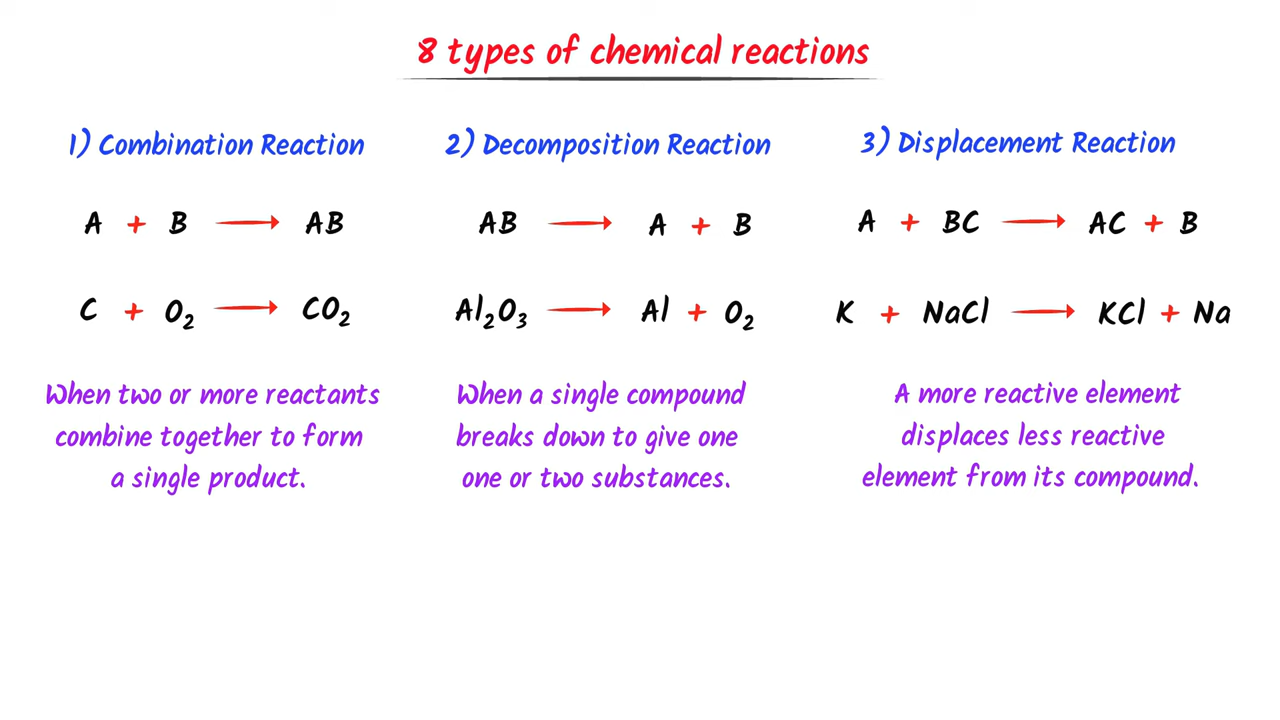 8 types of chemical reactions
1) Combination Reaction
A + B ⟶ AB
C + O₂ ⟶ CO₂
When two or more reactants
combine together to form
a single product.
2) Decomposition Reaction
AB ⟶ A + B
Al₂O₃ ⟶ Al + O₂
When a single compound
breaks down to give one
one or two substances.
3) Displacement Reaction
A + BC ⟶ AC + B
K + NaCl ⟶ KCl + Na
A more reactive element
displaces less reactive
element from its compound.